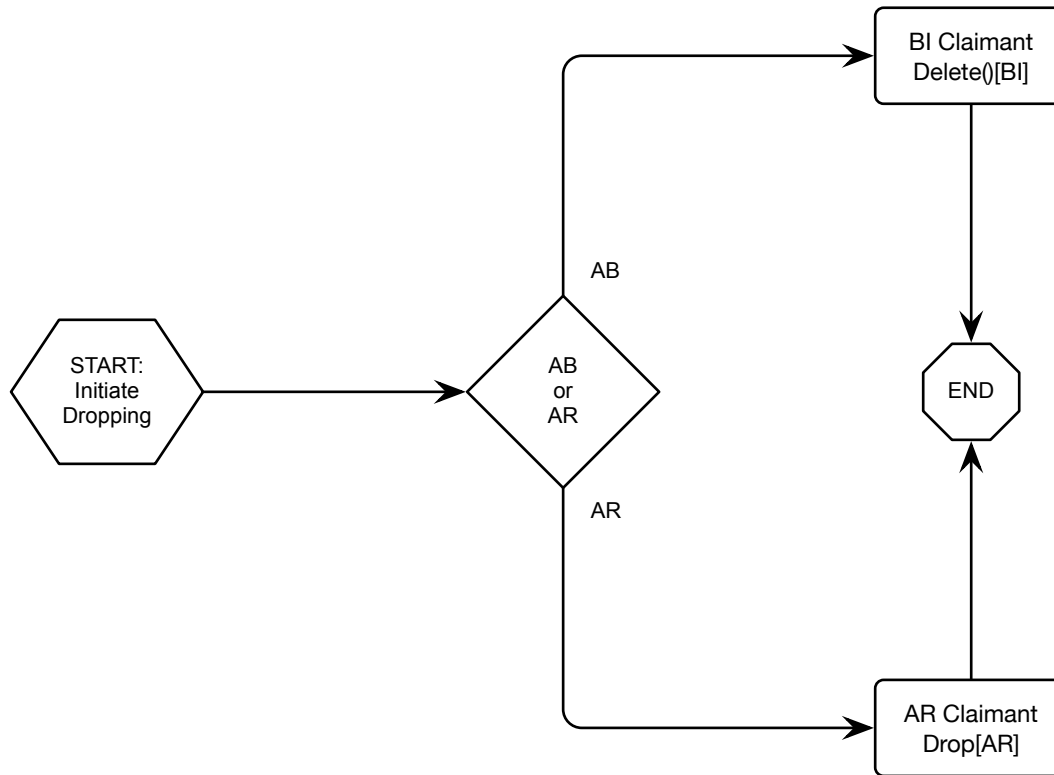 BI Claimant
Delete()[BI]
AB
START:
Initiate
Dropping
AB
or
AR
END
AR
AR Claimant
Drop[AR]